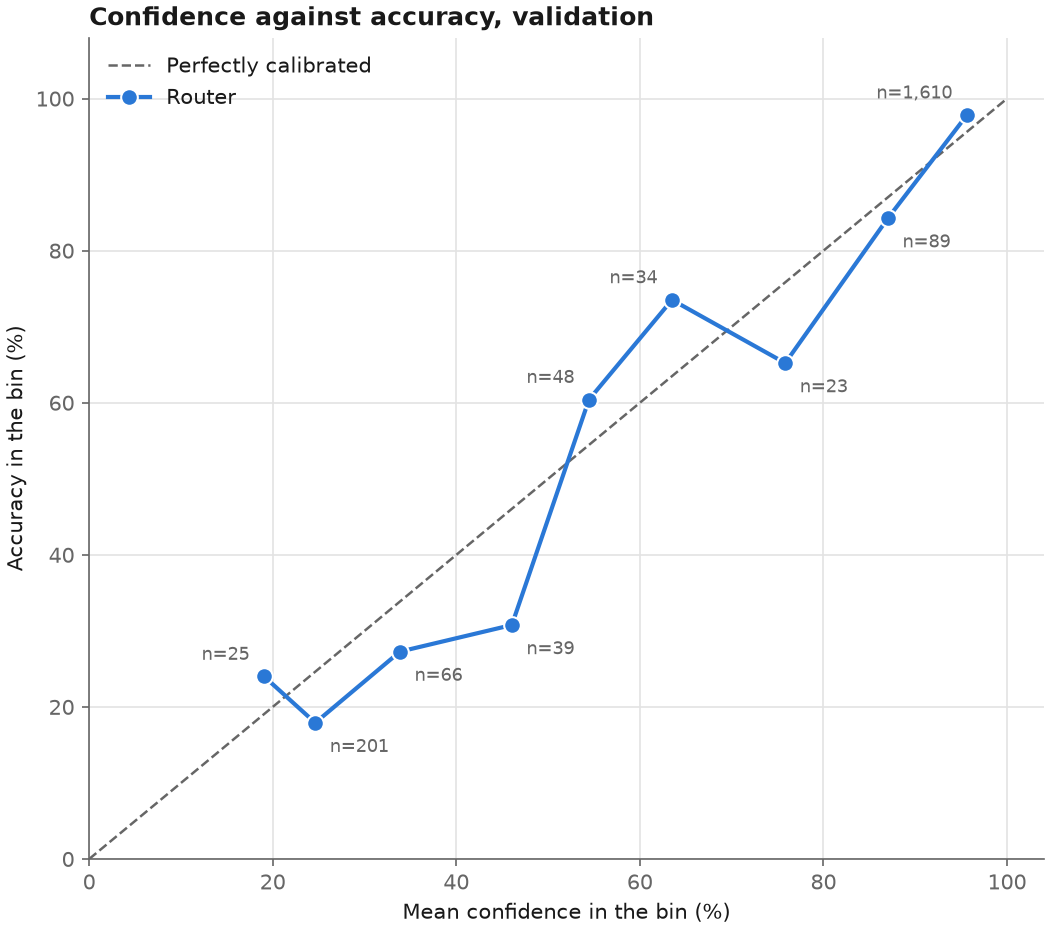 Confidence against accuracy, validation
Perfectly calibrated
Router
n=1,610
n=89
n=34
n=23
n=48
n=39
n=25
n=66
n=201
100
80
60
40
20
0
0 20 40 60 80 100
Accuracy in the bin (%)
Mean confidence in the bin (%)